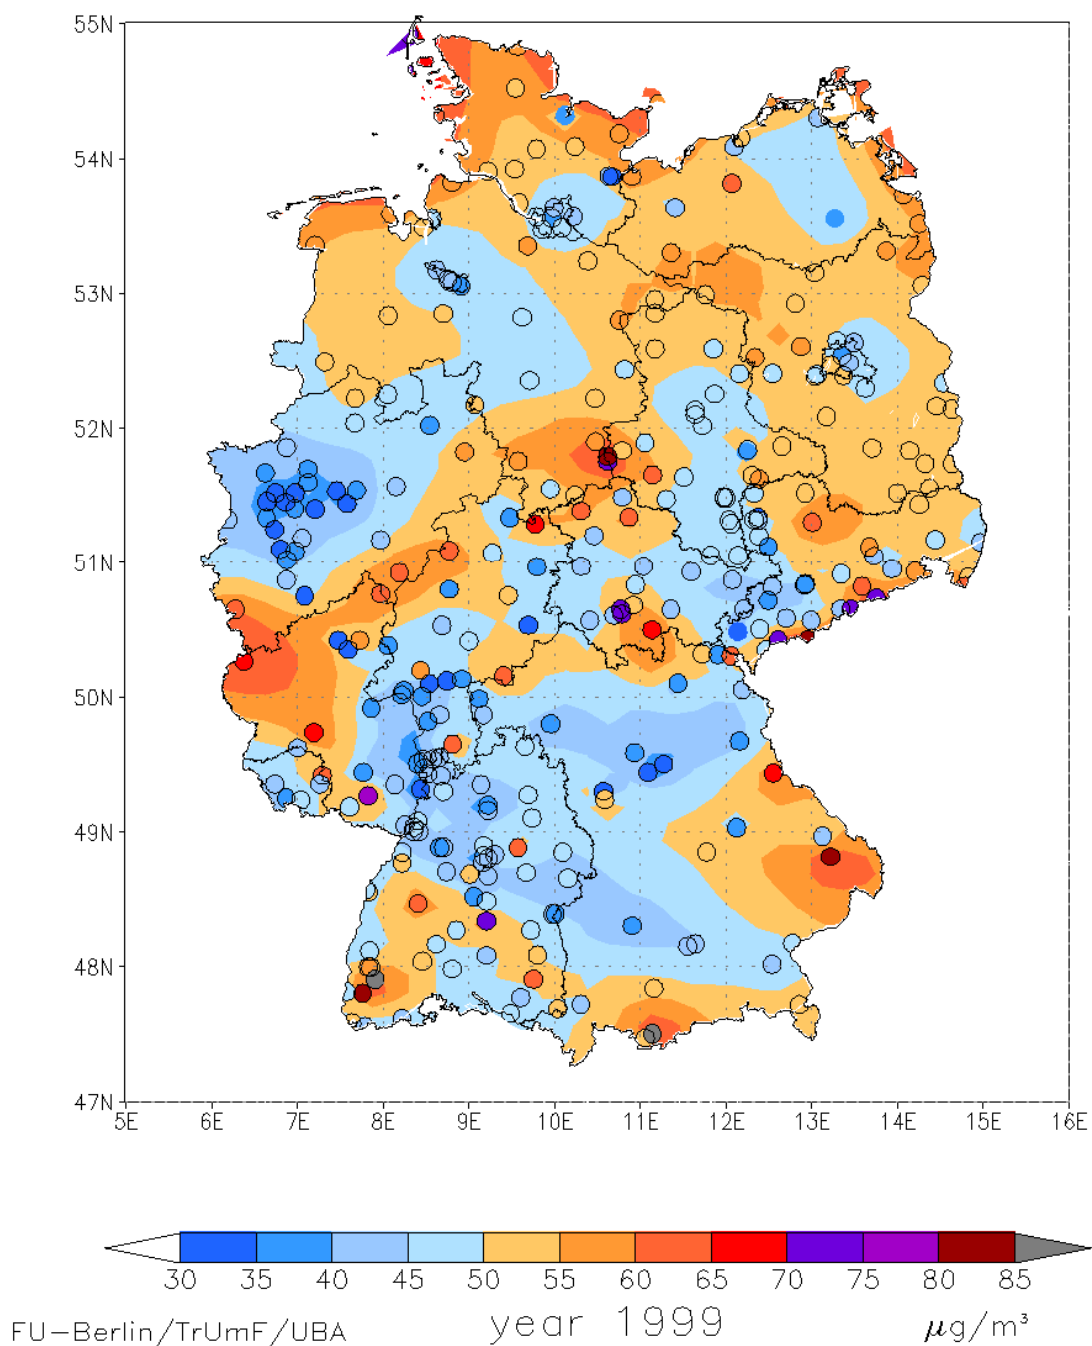 55N
54N
53N
52N
51N
50N
49N
48N
47N
5E 6E 7E 8E 9E 10E 11E 12E 13E 14E 15E 16E
30 35 40 45 50 55 60 65 70 75 80 85
FU-Berlin/TrUmF/UBA year 1999 μg/m³